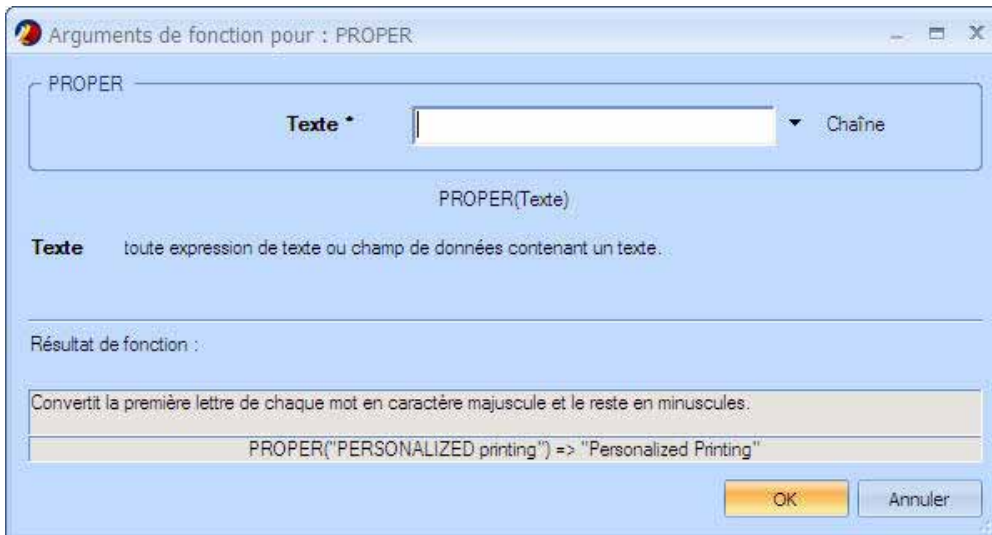 Arguments de fonction pour : PROPER
PROPER
Texte * Chaîne
PROPER(Texte)
Texte toute expression de texte ou champ de données contenant un texte.
Résultat de fonction :
Convertit la première lettre de chaque mot en caractère majuscule et le reste en minuscules.
PROPER("PERSONALIZED printing") => "Personalized Printing"
OK Annuler